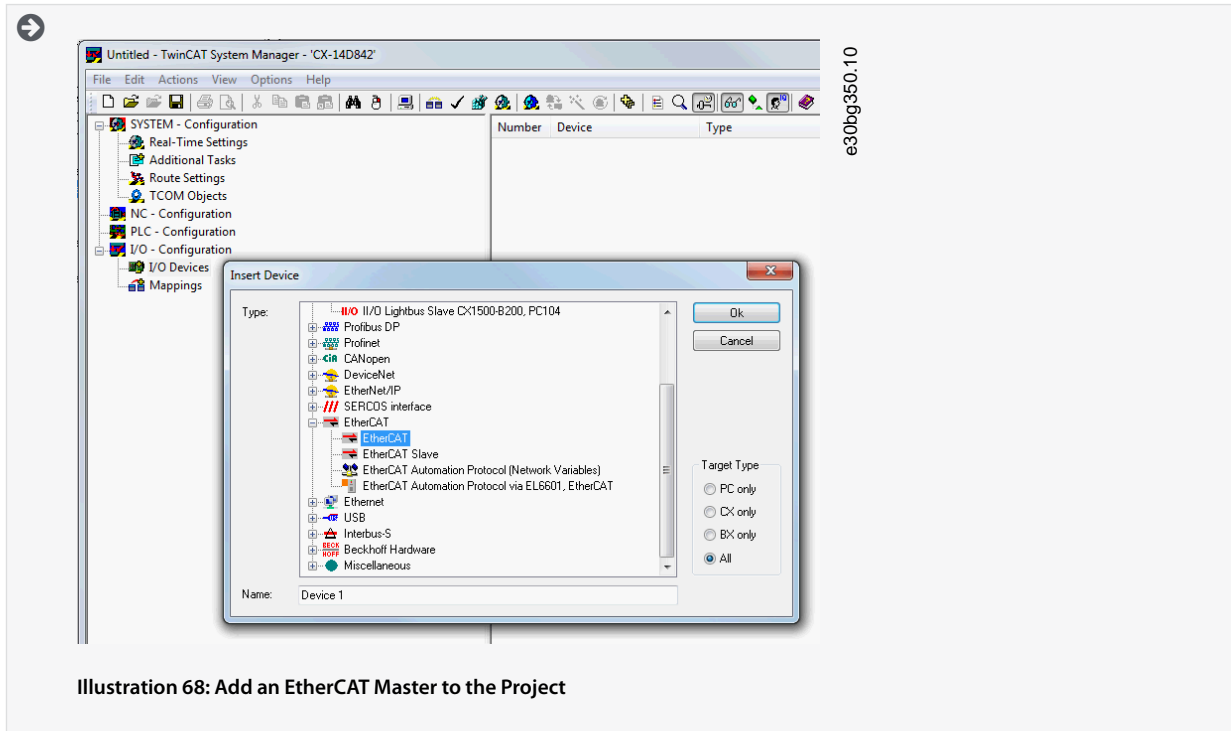 Untitled - TwinCAT System Manager - 'CX-14D842'
File Edit Actions View Options Help
SYSTEM - Configuration
Real-Time Settings
Additional Tasks
Route Settings
TCOM Objects
NC - Configuration
PLC - Configuration
I/O - Configuration
I/O Devices
Mappings
Number Device Type
Insert Device
Type:
II/O II/O Lightbus Slave CX1500-B200, PC104
Profibus DP
Profinet
CiA CANopen
DeviceNet
EtherNet/IP
SERCOS interface
EtherCAT
EtherCAT
EtherCAT Slave
EtherCAT Automation Protocol (Network Variables)
EtherCAT Automation Protocol via EL6601, EtherCAT
Ethernet
USB
Interbus-S
BECK
HOFF
Beckhoff Hardware
Miscellaneous
Name: Device 1
Ok
Cancel
Target Type
PC only
CX only
BX only
All
e30bg350.10
Illustration 68: Add an EtherCAT Master to the Project